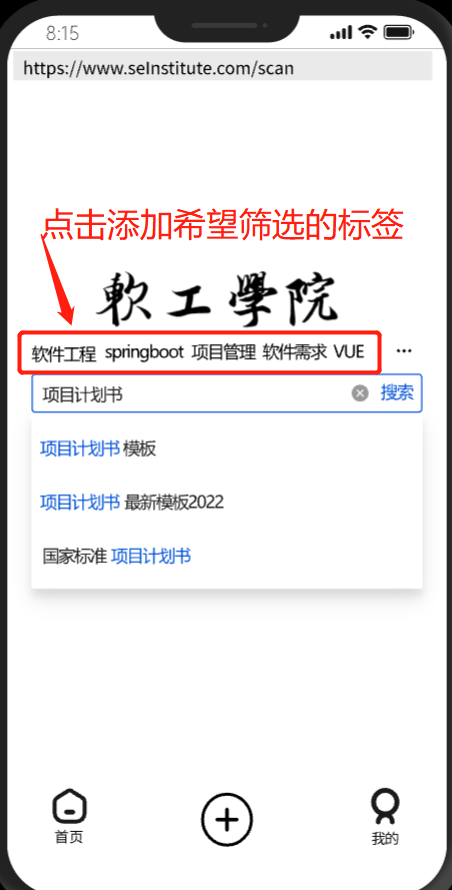 8:15
https://www.seInstitute.com/scan
点击添加希望筛选的标签
軟工學院
软件工程 springboot 项目管理 软件需求 VUE ···
项目计划书 搜索
项目计划书 模板
项目计划书 最新模板2022
国家标准 项目计划书
首页 我的